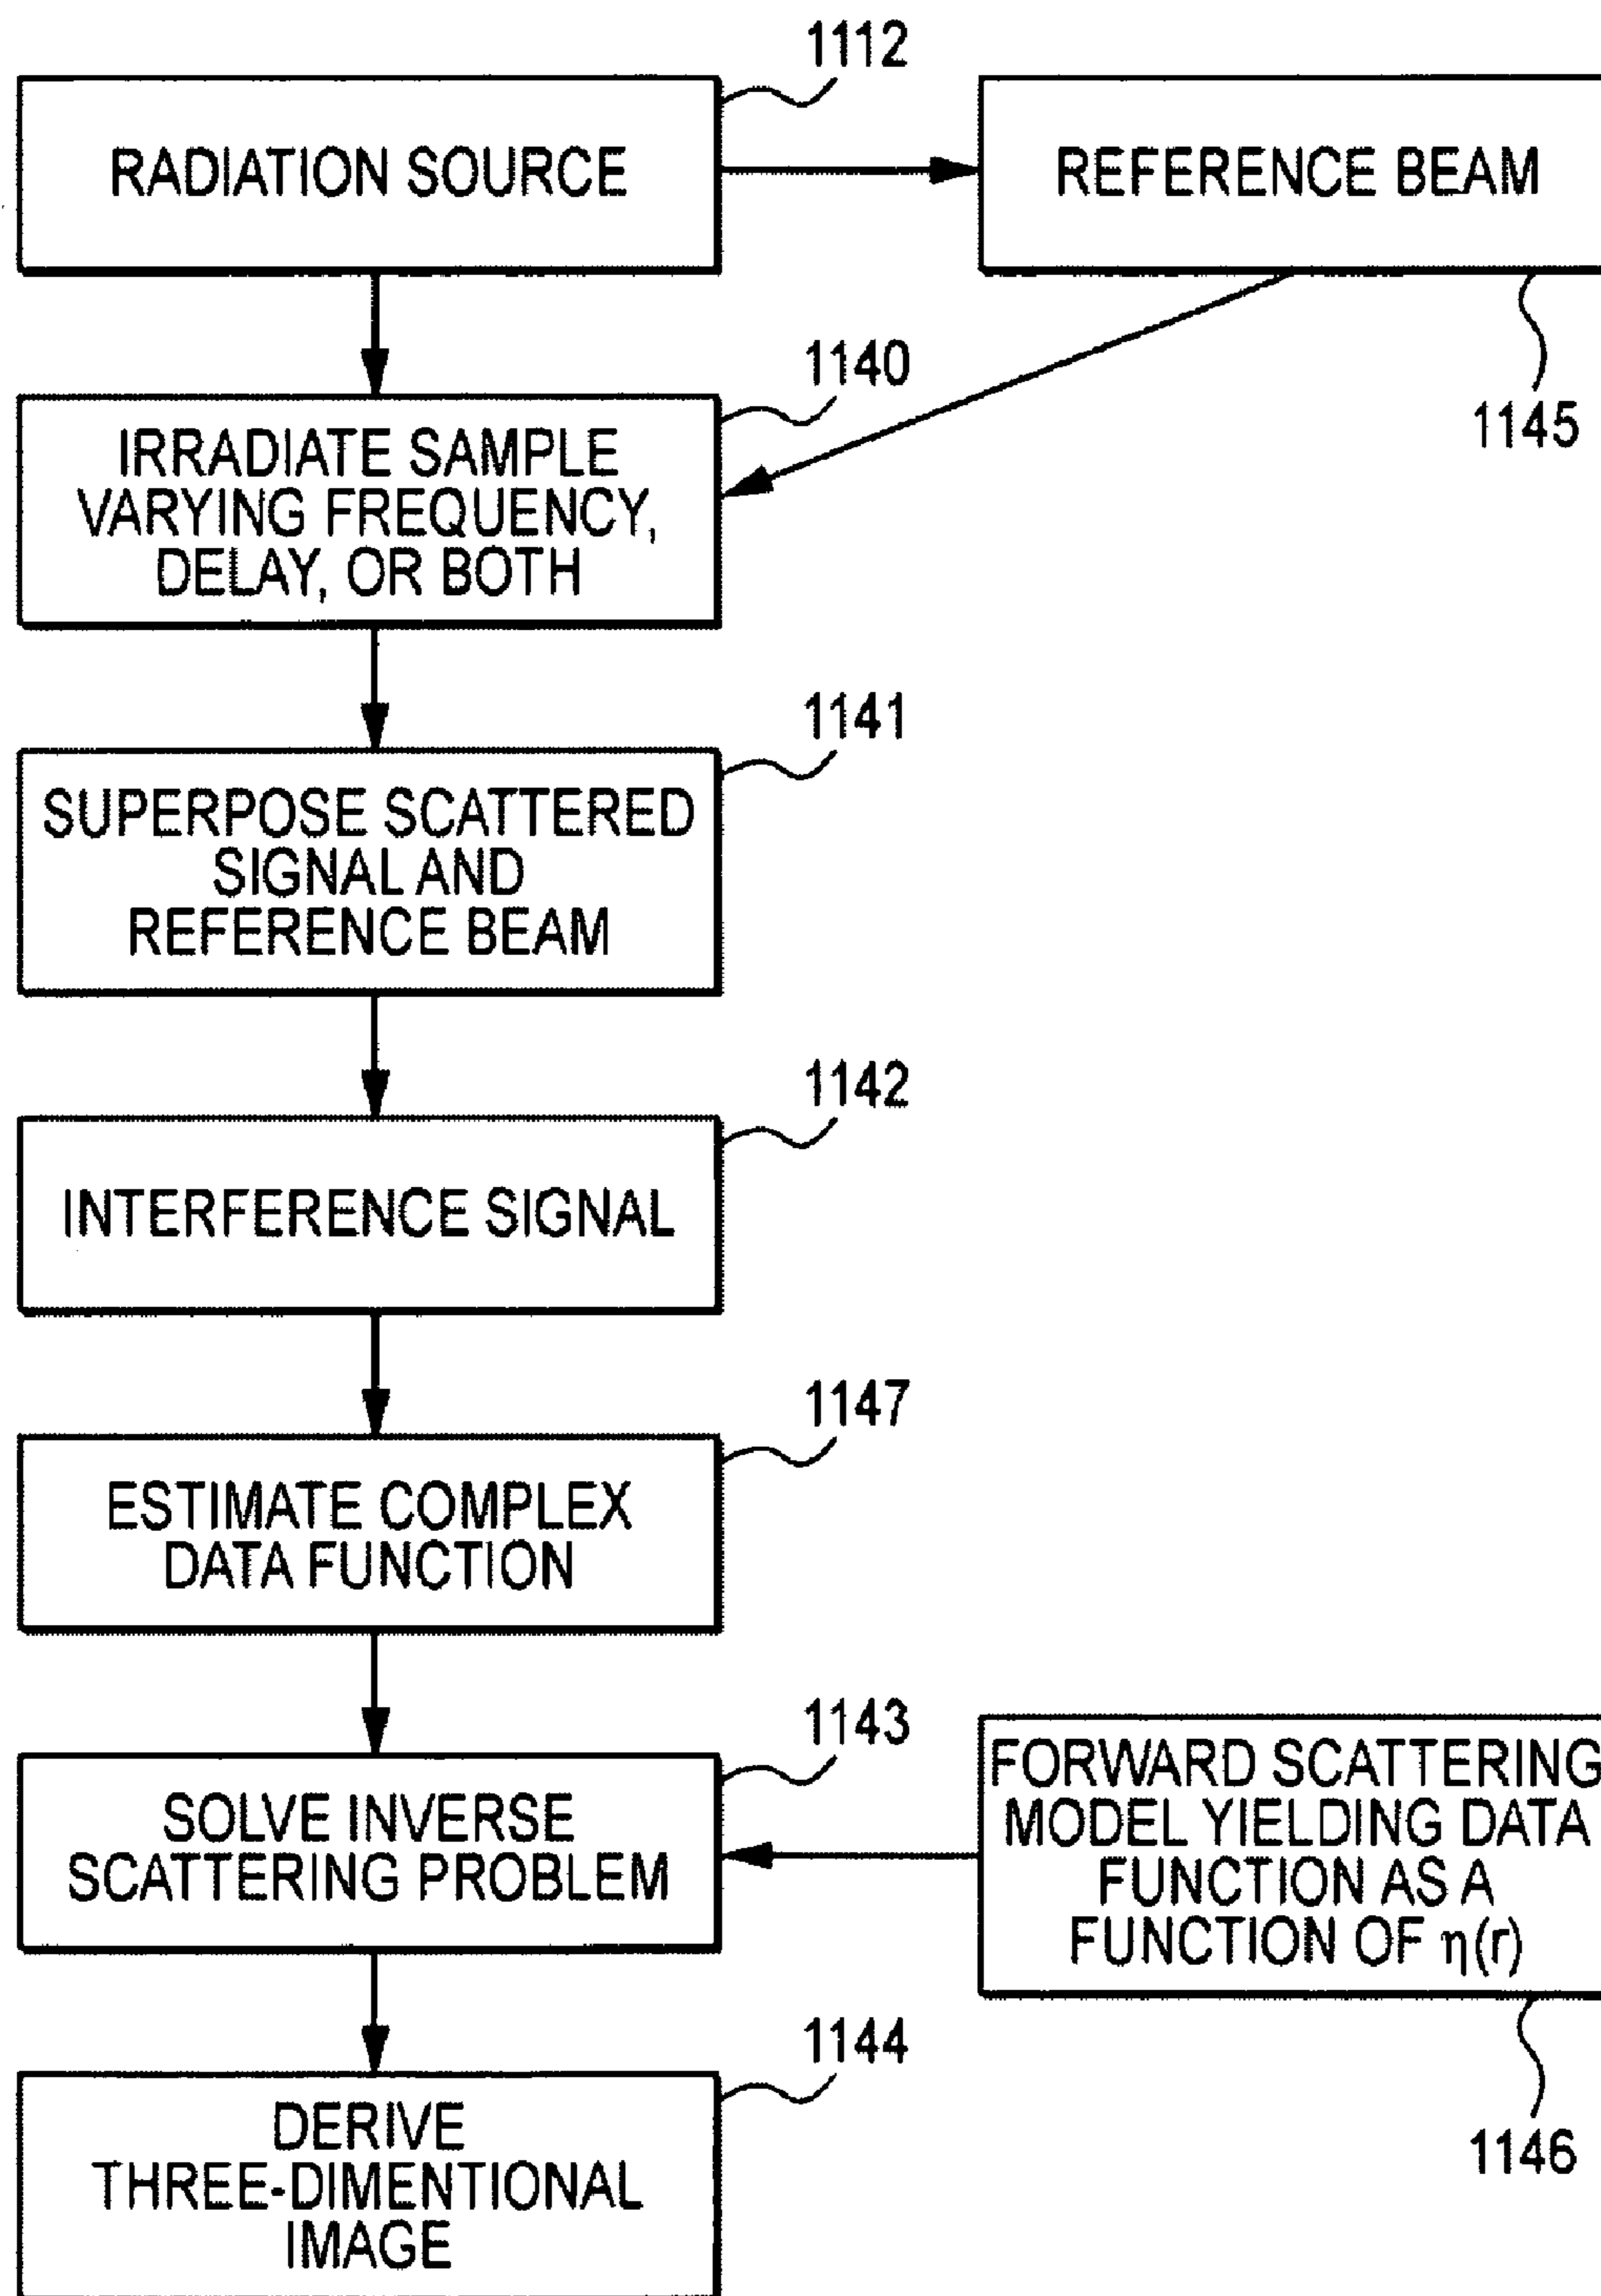 1112
RADIATION SOURCE
REFERENCE BEAM
1145
1140
IRRADIATE SAMPLE
VARYING FREQUENCY,
DELAY, OR BOTH
1141
SUPERPOSE SCATTERED
SIGNAL AND
REFERENCE BEAM
1142
INTERFERENCE SIGNAL
1147
ESTIMATE COMPLEX
DATA FUNCTION
1143
SOLVE INVERSE
SCATTERING PROBLEM
FORWARD SCATTERING
MODEL YIELDING DATA
FUNCTION AS A
FUNCTION OF η(r)
1146
1144
DERIVE
THREE-DIMENTIONAL
IMAGE